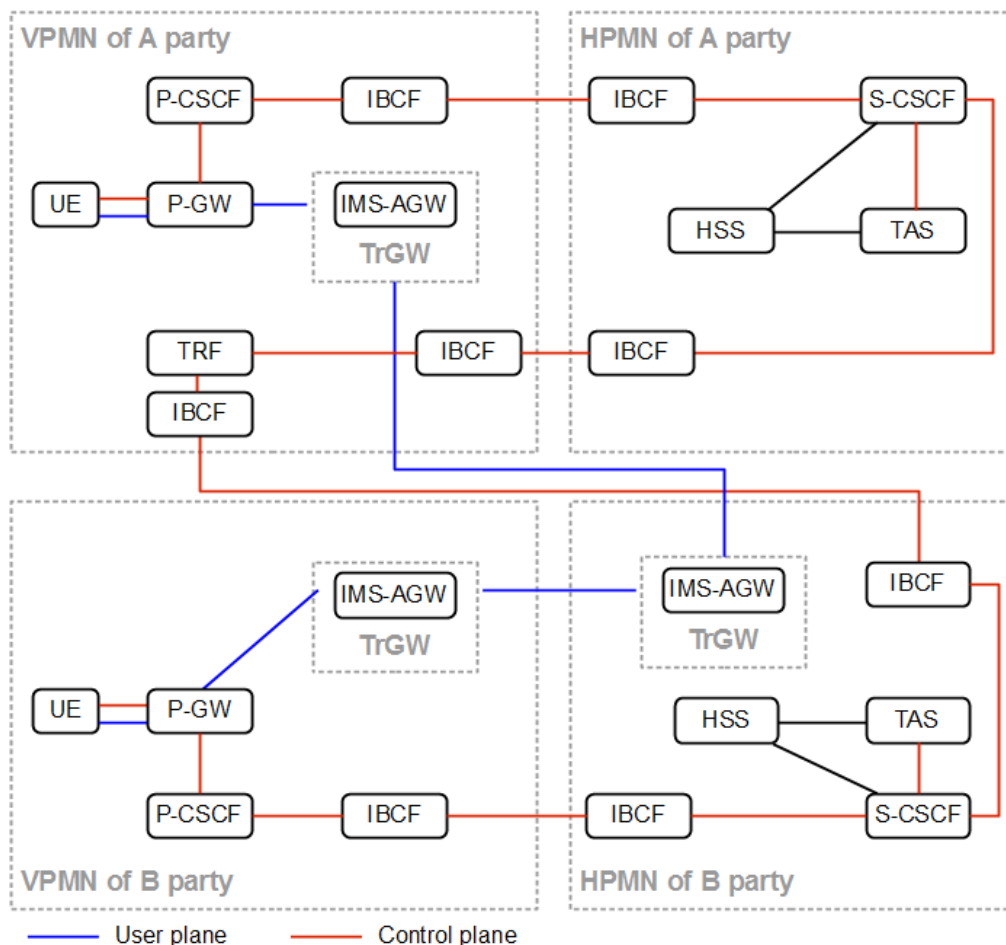 VPMN of A party
HPMN of A party
P-CSCF
IBCF
IBCF
S-CSCF
UE
P-GW
IMS-AGW
TrGW
HSS
TAS
TRF
IBCF
IBCF
IBCF
IMS-AGW
TrGW
IMS-AGW
TrGW
IBCF
UE
P-GW
HSS
TAS
P-CSCF
IBCF
IBCF
S-CSCF
VPMN of B party
HPMN of B party
User plane
Control plane